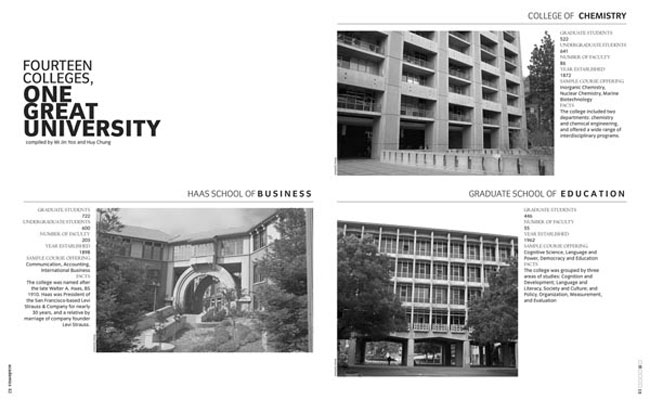 FOURTEEN
COLLEGES,
ONE
GREAT
UNIVERSITY
compiled by Mi Jin Yoo and Huy Chung
COLLEGE OF CHEMISTRY
GRADUATE STUDENTS
522
UNDERGRADUATE STUDENTS
641
NUMBER OF FACULTY
86
YEAR ESTABLISHED
1872
SAMPLE COURSE OFFERING
Inorganic Chemistry,
Nuclear Chemistry, Marine
Biotechnology
FACTS
The college included two
departments: chemistry
and chemical engineering,
and offered a wide range of
interdisciplinary programs.
HAAS SCHOOL OF BUSINESS
GRADUATE STUDENTS
722
UNDERGRADUATE STUDENTS
600
NUMBER OF FACULTY
203
YEAR ESTABLISHED
1898
SAMPLE COURSE OFFERING
Communication, Accounting,
International Business
FACTS
The college was named after
the late Walter A. Haas, BS
1910. Haas was President of
the San Francisco-based Levi
Strauss & Company for nearly
30 years, and a relative by
marriage of company founder
Levi Strauss.
GRADUATE SCHOOL OF EDUCATION
GRADUATE STUDENTS
446
NUMBER OF FACULTY
35
YEAR ESTABLISHED
1962
SAMPLE COURSE OFFERING
Cognitive Science, Language and
Power, Democracy and Education
FACTS
The college was grouped by three
areas of studies: Cognition and
Development; Language and
Literacy, Society and Culture; and
Policy, Organization, Measurement,
and Evaluation